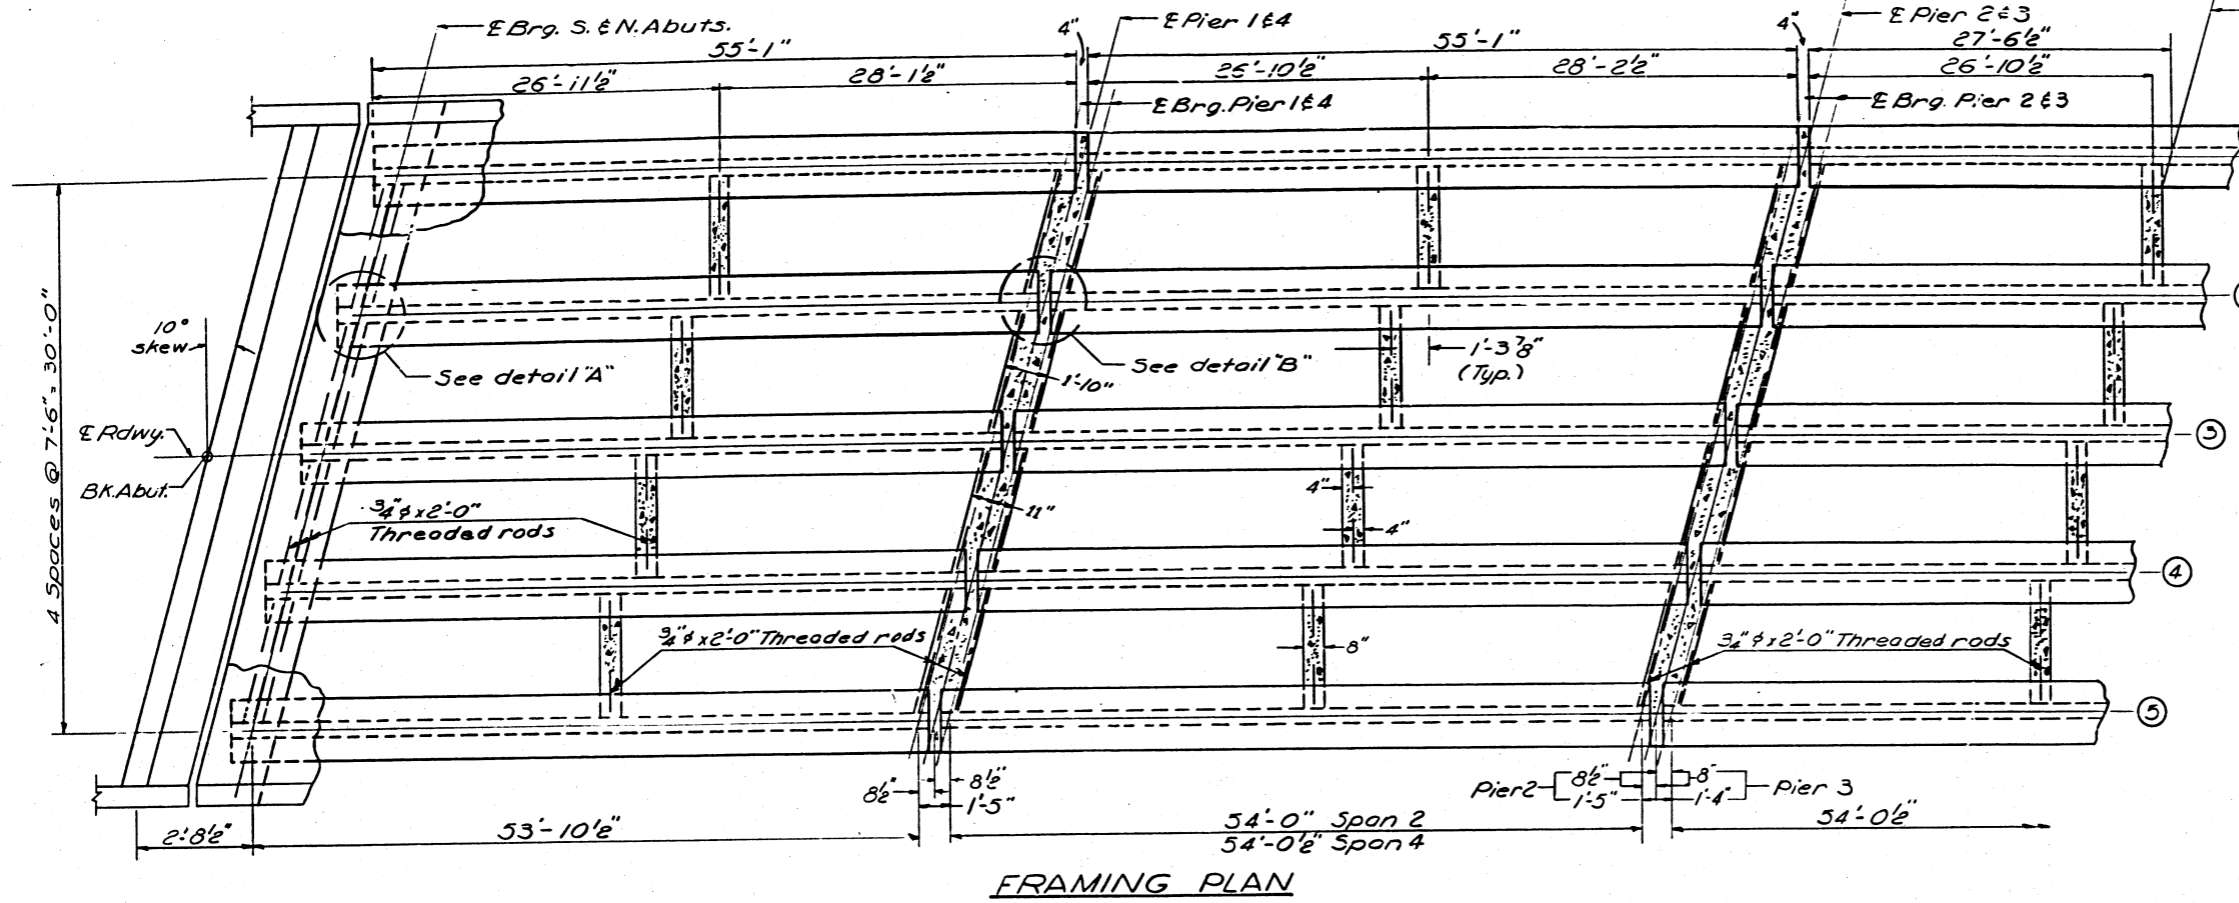 ℄ Brg. S. & N. Abuts.
4"
℄ Pier 1&4
4"
℄ Pier 2&3
55'-1"
55'-1"
27'-6½"
26'-11½"
28'-1½"
26'-10½"
28'-2½"
26'-10½"
℄ Brg. Pier 1&4
℄ Brg. Pier 2&3
10°
skew
4 Spaces @ 7'-6" = 30'-0"
See detail "A"
See detail "B"
1'-3⅞"
(Typ.)
1'-10"
℄ Rdwy.
BK. Abut.
3
¾"ϕ x 2'-0"
Threaded rods
11"
4"
4"
4
¾"ϕ x 2'-0" Threaded rods
8"
¾"ϕ x 2'-0" Threaded rods
5
8½"
8½"
1'-5"
Pier 2
8½"
1'-5"
8"
1'-4"
Pier 3
2'-8½"
53'-10½"
54'-0" Span 2
54'-0½" Span 4
54'-0½"
FRAMING PLAN